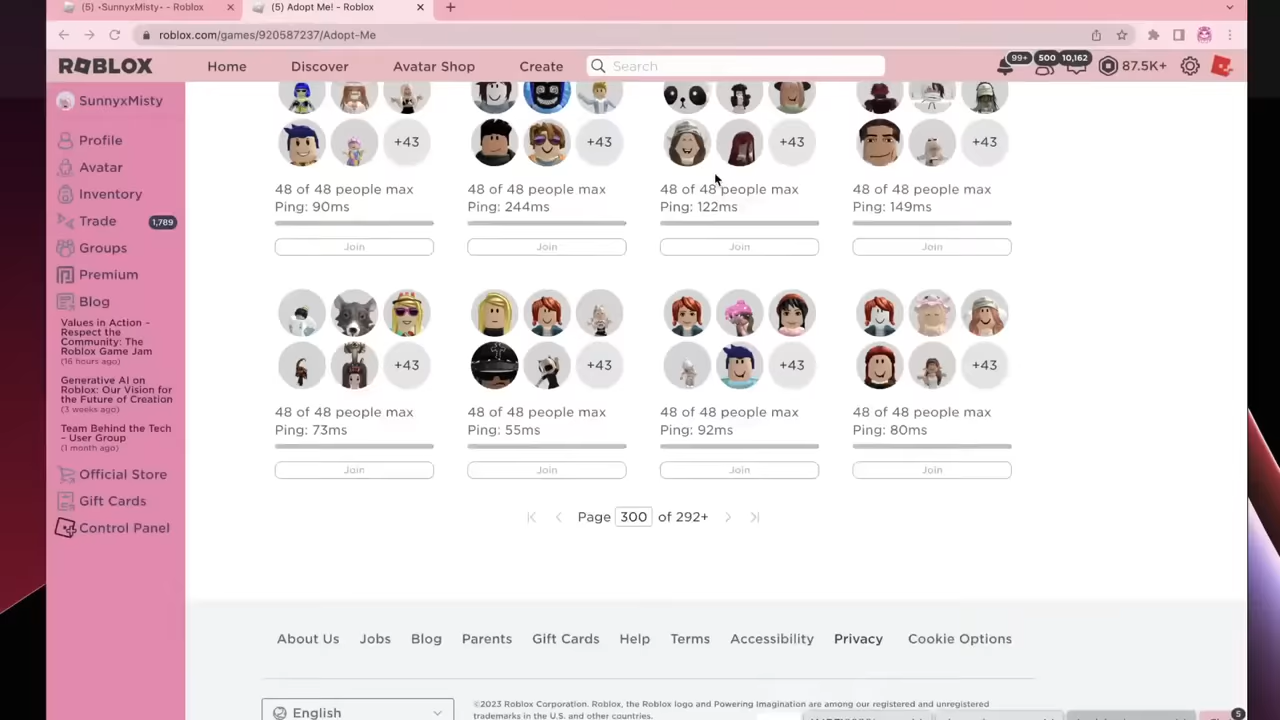 (5) •SunnyxMisty• - Roblox
(5) Adopt Me! - Roblox
roblox.com/games/920587237/Adopt-Me
ROBLOX
Home
Create
Avatar Shop
Search
99+
500
10,162
87.5K+
SunnyxMisty
Profile
Avatar
Inventory
Trade
1,789
Groups
Premium
Blog
Values in Action -
Respect the
Community: The
Roblox Game Jam
(16 hours ago)
Generative AI on
Roblox: Our Vision for
the Future of Creation
(3 weeks ago)
Team Behind the Tech
– User Group
(1 month ago)
Official Store
Gift Cards
Control Panel
+43
+43
+43
+43
48 of 48 people max
48 of 48 people max
48 of 48 people max
48 of 48 people max
Ping: 90ms
Ping: 244ms
Ping: 122ms
Ping: 149ms
Join
Join
Join
Join
+43
+43
+43
+43
48 of 48 people max
48 of 48 people max
48 of 48 people max
48 of 48 people max
Ping: 73ms
Ping: 55ms
Ping: 92ms
Ping: 80ms
Join
Join
Join
Join
Page 300 of 292+
About Us
Jobs
Blog
Parents
Gift Cards
Help
Terms
Accessibility
Privacy
Cookie Options
English
©2023 Roblox Corporation. Roblox, the Roblox logo and Powering Imagination are among our registered and unregistered
trademarks in the U.S. and other countries.
5